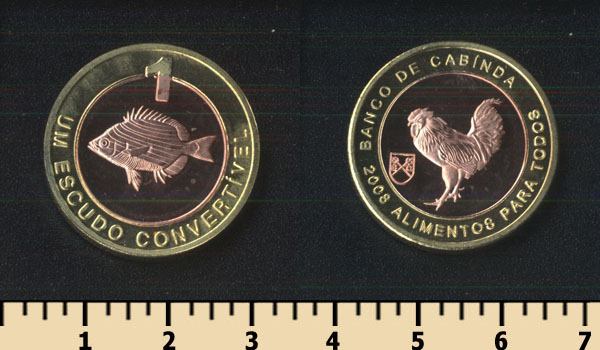 1
UM ESCUDO CONVERTÍVEL
BANCO DE CABÍNDA
2008 ALIMENTOS PARA TODOS
1 2 3 4 5 6 7